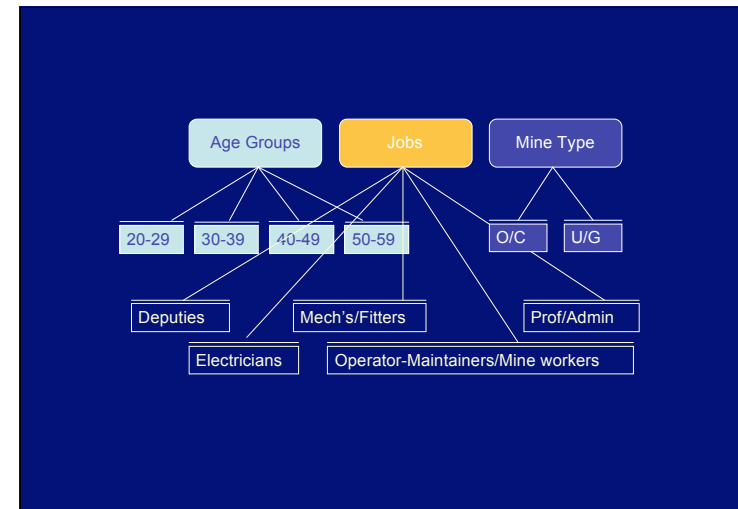 Age Groups
Jobs
Mine Type
20-29
30-39
40-49
50-59
O/C
U/G
Deputies
Mech's/Fitters
Prof/Admin
Electricians
Operator-Maintainers/Mine workers